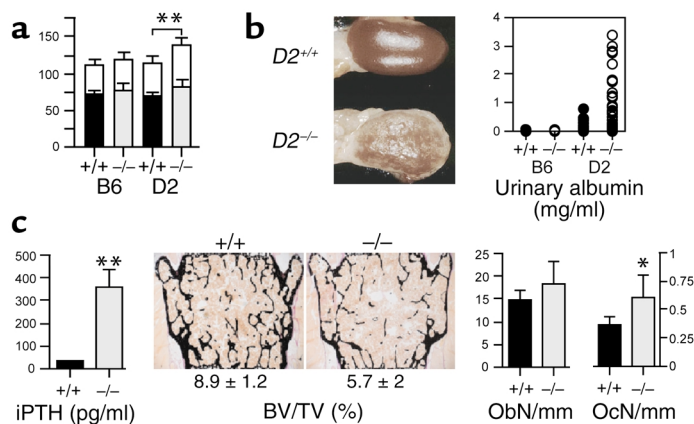 a
150
100
50
0
**
+/+ –/– +/+ –/–
B6 D2
b
D2+/+
D2–/–
4
3
2
1
0
+/+ –/– +/+ –/–
B6 D2
Urinary albumin
(mg/ml)
c
500
400
300
200
100
0
**
+/+ –/–
iPTH (pg/ml)
+/+ –/–
8.9 ± 1.2 5.7 ± 2
BV/TV (%)
25
20
15
10
5
0
+/+ –/–
ObN/mm
*
1
0.75
0.5
0.25
0
+/+ –/–
OcN/mm